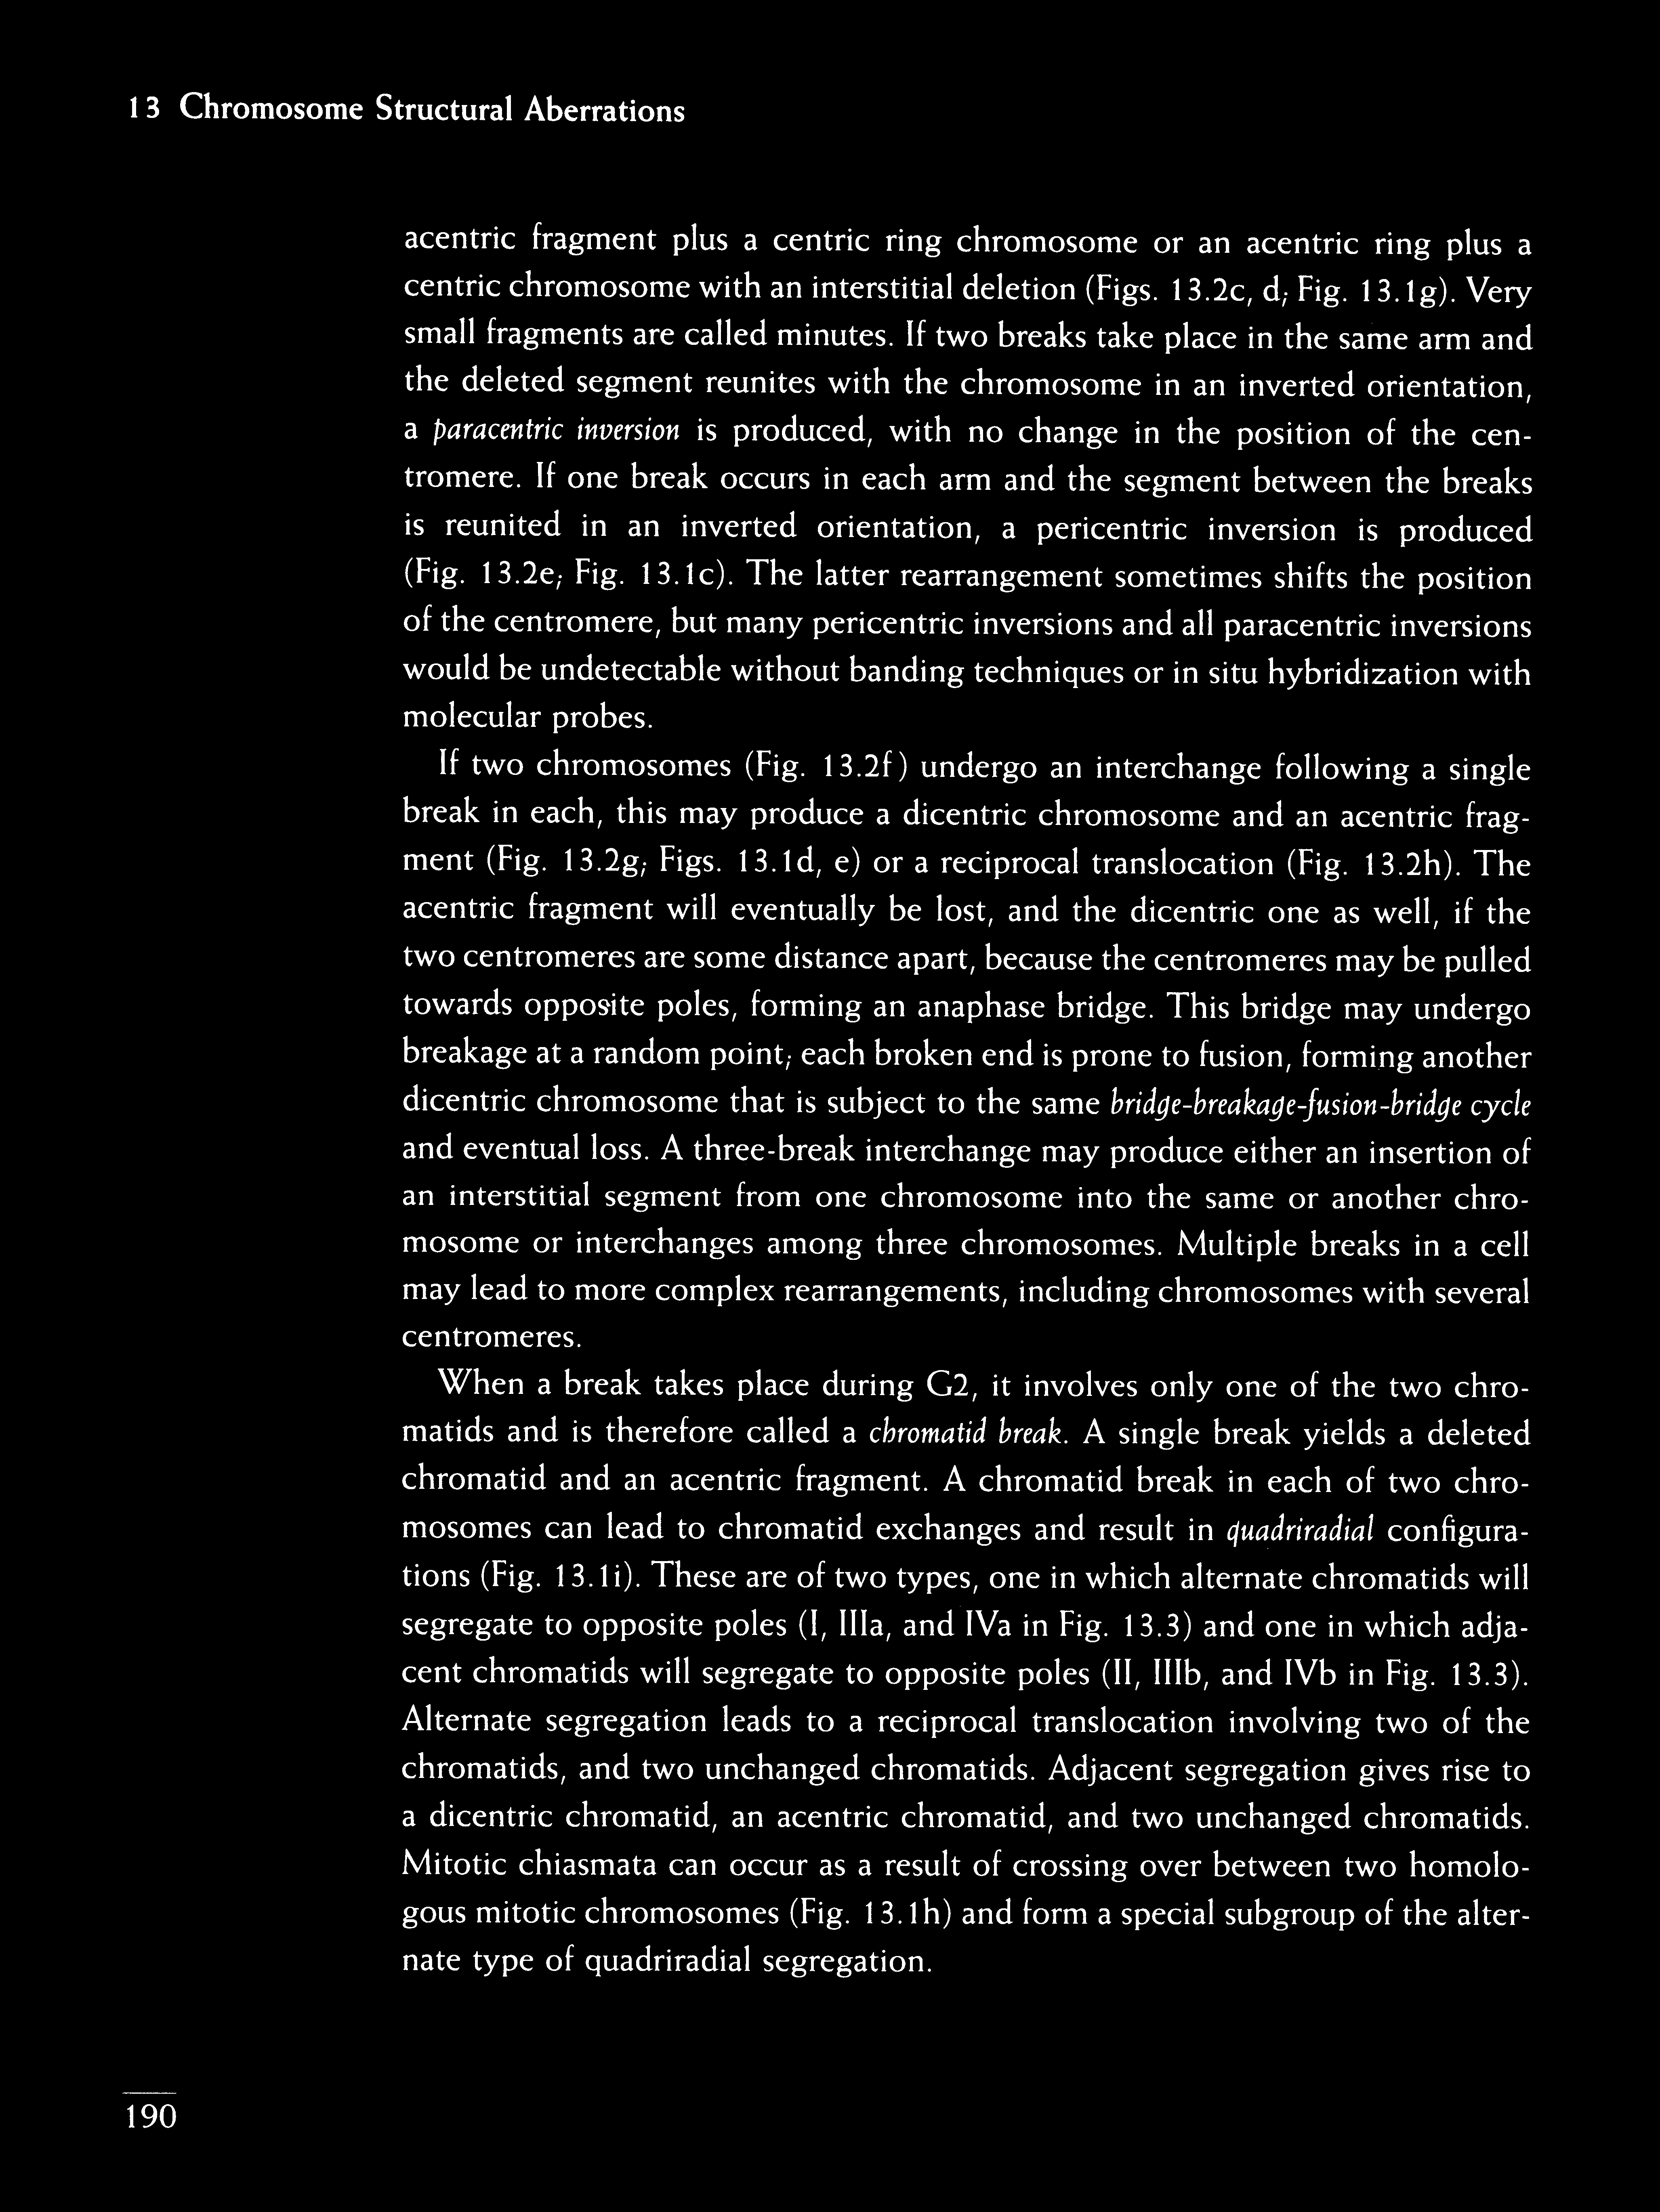 13 Chromosome Structural Aberrations
acentric fragment plus a centric ring chromosome or an acentric ring plus a
centric chromosome with an interstitial deletion (Figs. 13.2c, d; Fig. 13.1g). Very
small fragments are called minutes. If two breaks take place in the same arm and
the deleted segment reunites with the chromosome in an inverted orientation,
a paracentric inversion is produced, with no change in the position of the cen-
tromere. If one break occurs in each arm and the segment between the breaks
is reunited in an inverted orientation, a pericentric inversion is produced
(Fig. 13.2e; Fig. 13.1c). The latter rearrangement sometimes shifts the position
of the centromere, but many pericentric inversions and all paracentric inversions
would be undetectable without banding techniques or in situ hybridization with
molecular probes.
If two chromosomes (Fig. 13.2f) undergo an interchange following a single
break in each, this may produce a dicentric chromosome and an acentric frag-
ment (Fig. 13.2g; Figs. 13.1d, e) or a reciprocal translocation (Fig. 13.2h). The
acentric fragment will eventually be lost, and the dicentric one as well, if the
two centromeres are some distance apart, because the centromeres may be pulled
towards opposite poles, forming an anaphase bridge. This bridge may undergo
breakage at a random point; each broken end is prone to fusion, forming another
dicentric chromosome that is subject to the same bridge-breakage-fusion-bridge cycle
and eventual loss. A three-break interchange may produce either an insertion of
an interstitial segment from one chromosome into the same or another chro-
mosome or interchanges among three chromosomes. Multiple breaks in a cell
may lead to more complex rearrangements, including chromosomes with several
centromeres.
When a break takes place during G2, it involves only one of the two chro-
matids and is therefore called a chromatid break. A single break yields a deleted
chromatid and an acentric fragment. A chromatid break in each of two chro-
mosomes can lead to chromatid exchanges and result in quadriradial configura-
tions (Fig. 13.1i). These are of two types, one in which alternate chromatids will
segregate to opposite poles (I, IIIa, and IVa in Fig. 13.3) and one in which adja-
cent chromatids will segregate to opposite poles (II, IIIb, and IVb in Fig. 13.3).
Alternate segregation leads to a reciprocal translocation involving two of the
chromatids, and two unchanged chromatids. Adjacent segregation gives rise to
a dicentric chromatid, an acentric chromatid, and two unchanged chromatids.
Mitotic chiasmata can occur as a result of crossing over between two homolo-
gous mitotic chromosomes (Fig. 13.1h) and form a special subgroup of the alter-
nate type of quadriradial segregation.
190